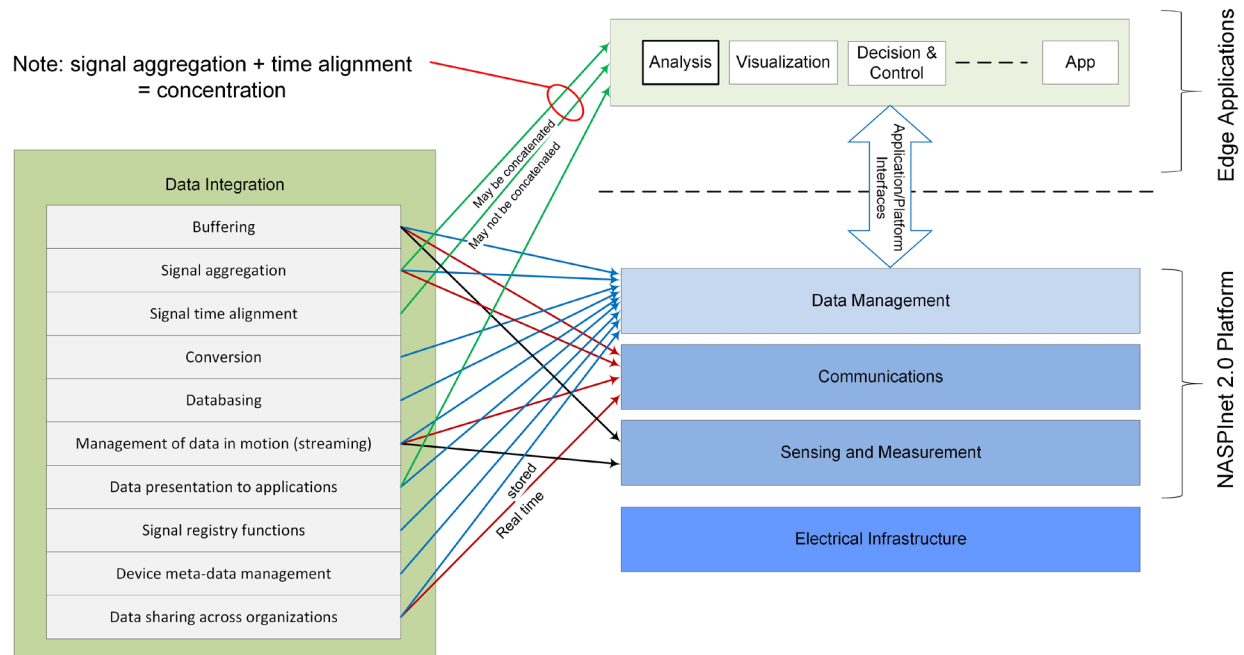 Note: signal aggregation + time alignment
= concentration
Data Integration
Buffering
Signal aggregation
Signal time alignment
Conversion
Databasing
Management of data in motion (streaming)
Data presentation to applications
Signal registry functions
Device meta-data management
Data sharing across organizations
May be concatenated
May not be concatenated
stored
Real time
Analysis
Visualization
Decision &
Control
App
Application/Platform
Interfaces
Data Management
Communications
Sensing and Measurement
Electrical Infrastructure
Edge Applications
NASPInet 2.0 Platform